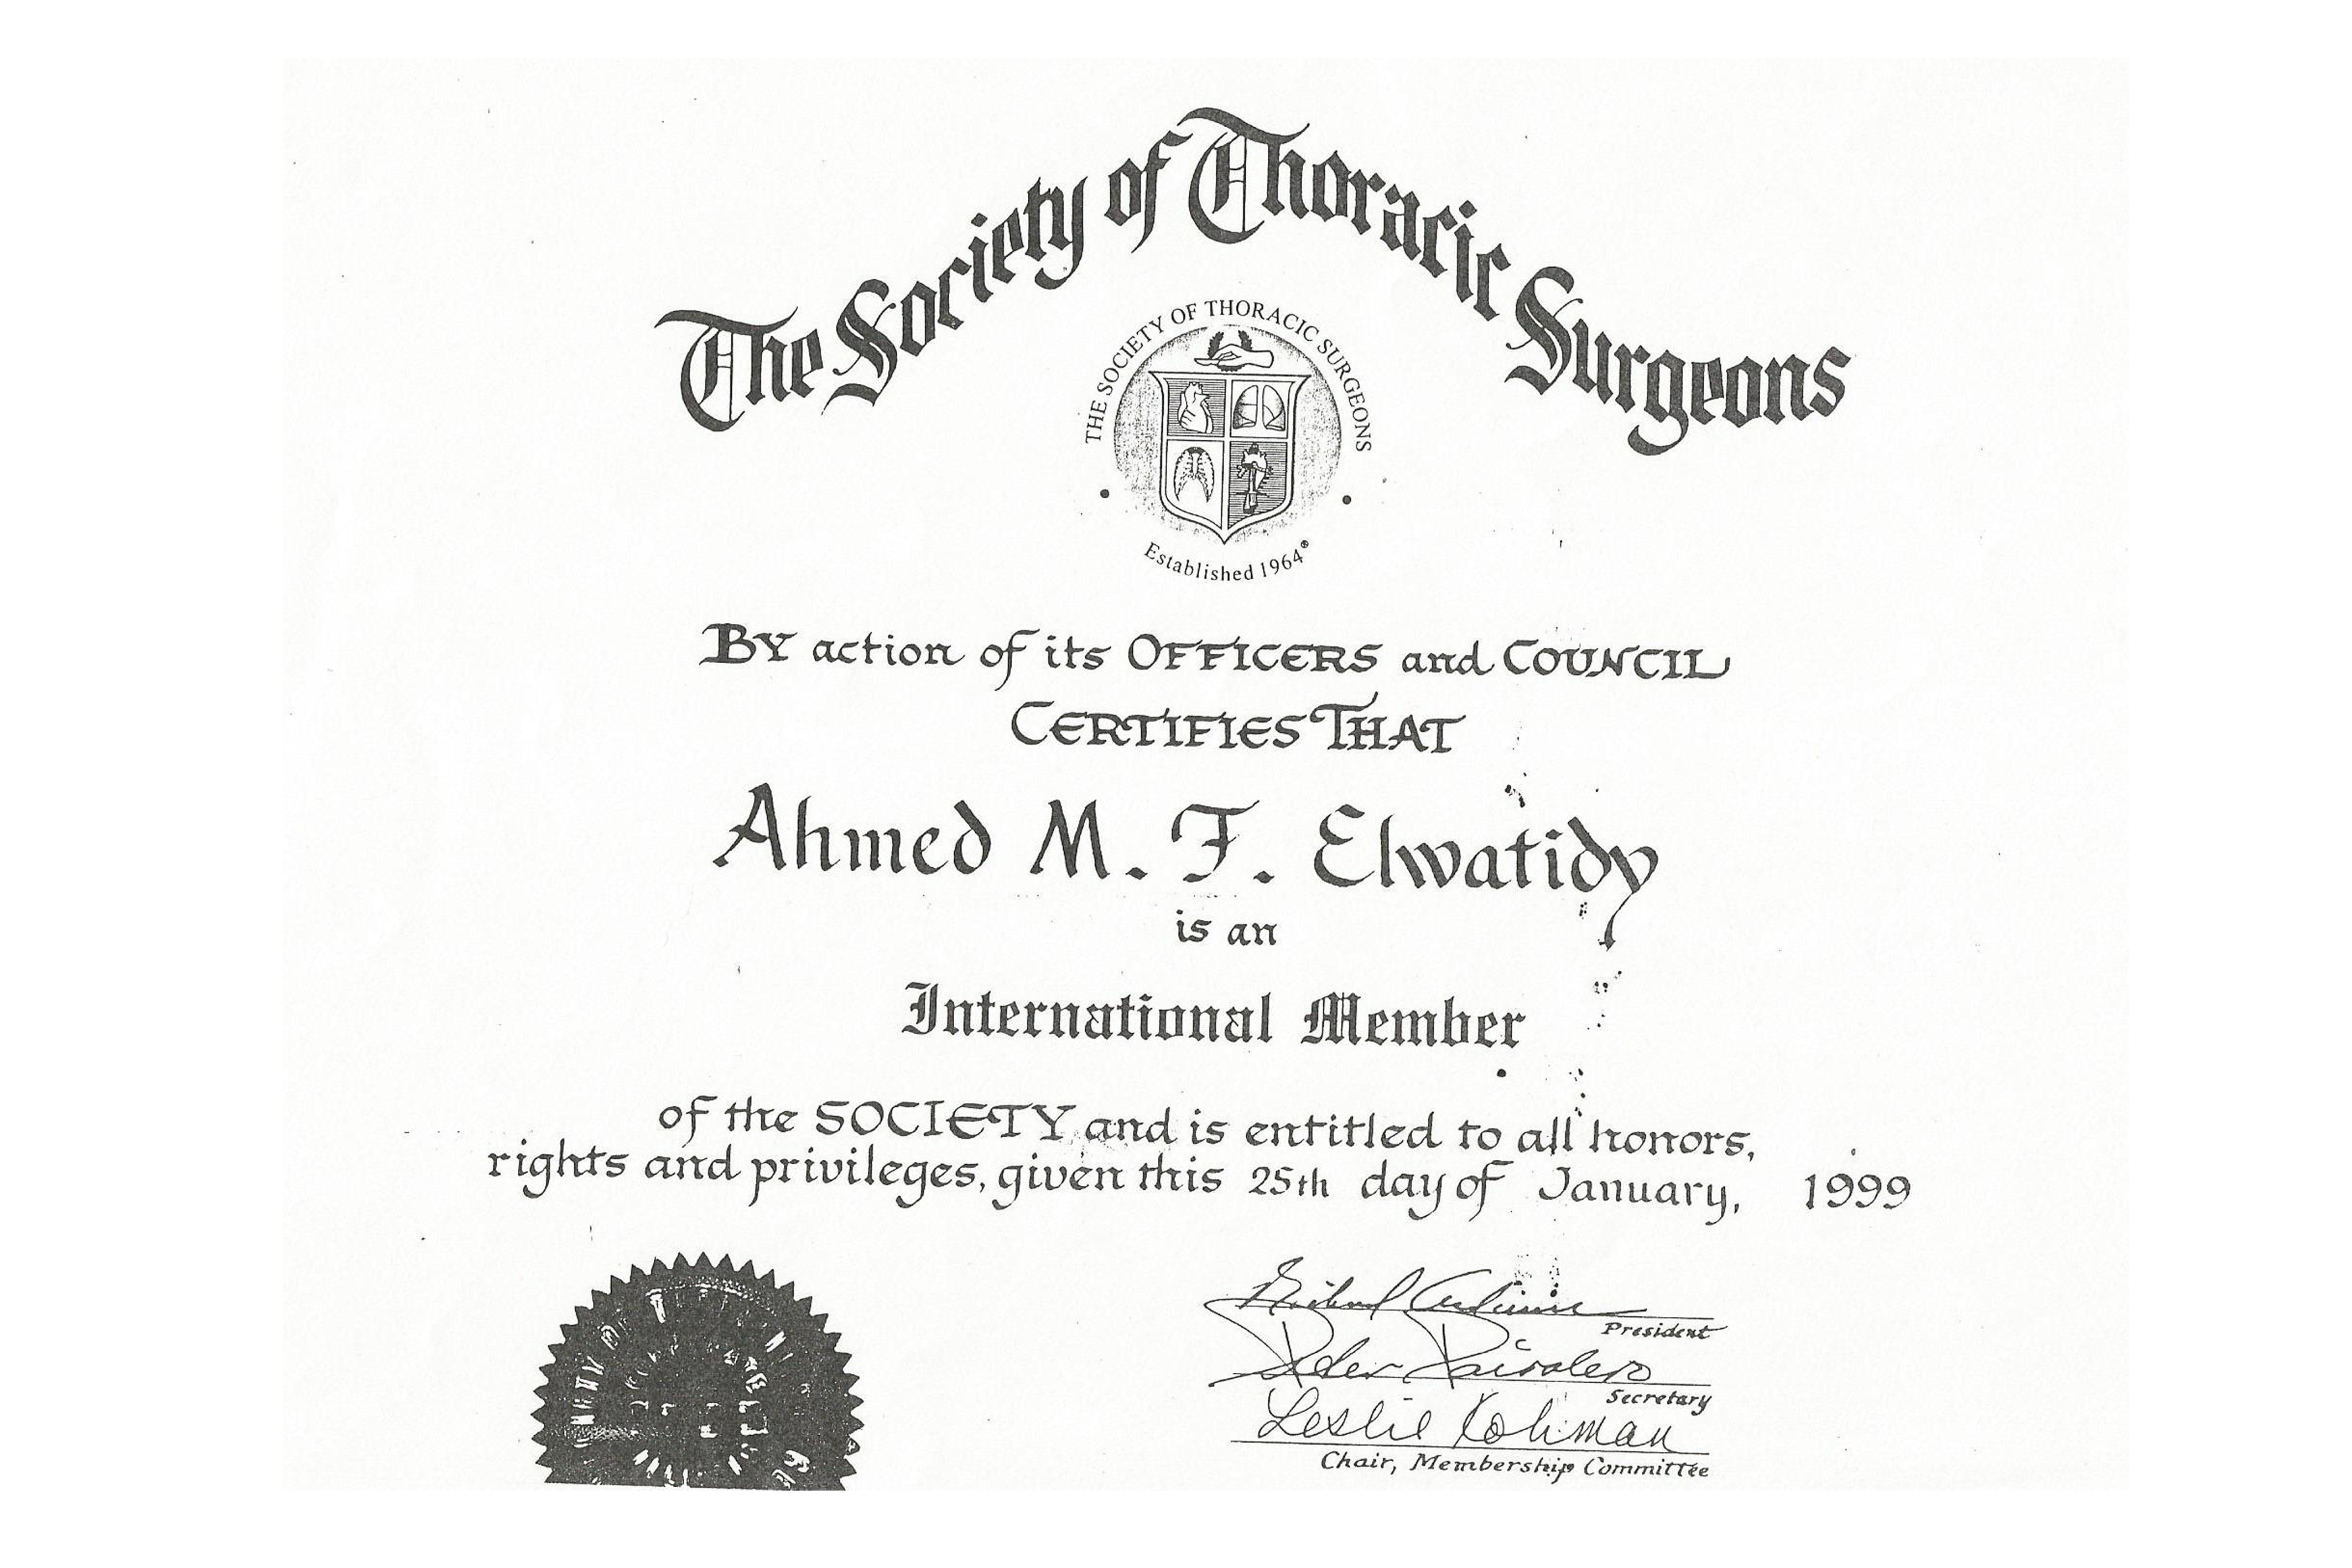 The Society of Thoracic Surgeons
THE SOCIETY OF THORACIC SURGEONS
Established 1964®
BY action of its OFFICERS and COUNCIL
CERTIFIES THAT
Ahmed M. F. Elwatidy
is an
International Member
of the SOCIETY and is entitled to all honors,
rights and privileges, given this 25th day of January, 1999
President
Secretary
Leslie Kohman
Chair, Membership Committee